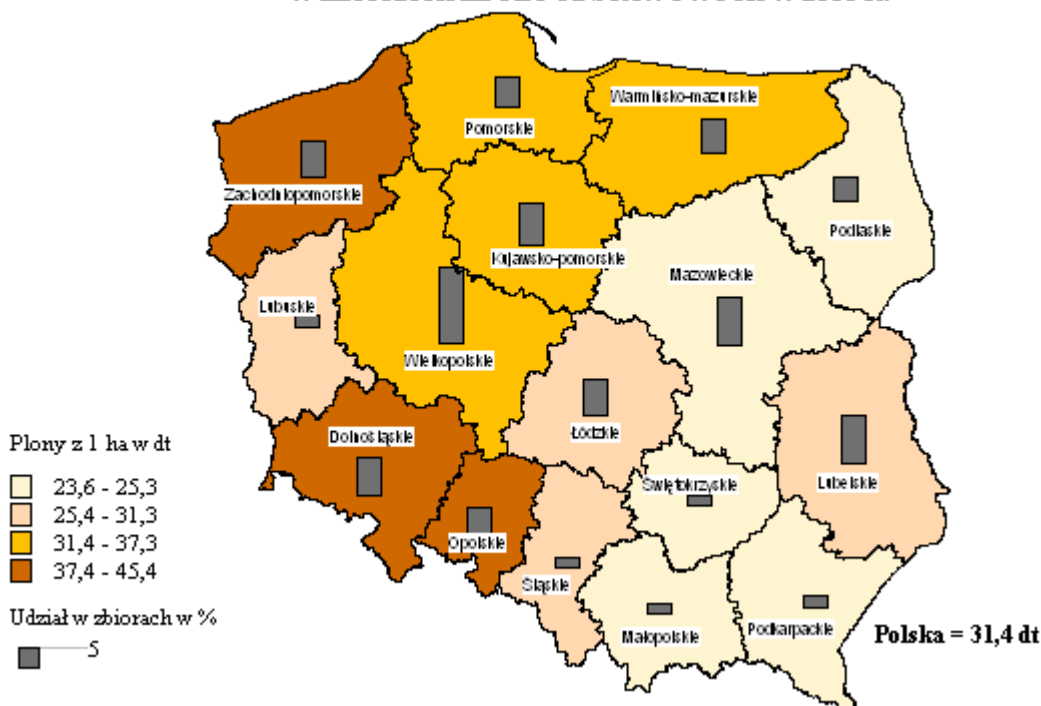 Pomorskie
Warmińsko-mazurskie
Zachodniopomorskie
Podlaskie
Kujawsko-pomorskie
Mazowieckie
Lubuskie
Wielkopolskie
Dolnośląskie
Łódzkie
Świętokrzyskie
Lubelskie
Opolskie
Śląskie
Małopolskie
Podkarpackie
Plony z 1 ha w dt
23,6 - 25,3
25,4 - 31,3
31,4 - 37,3
37,4 - 45,4
Udział w zbiorach w %
5
Polska = 31,4 dt